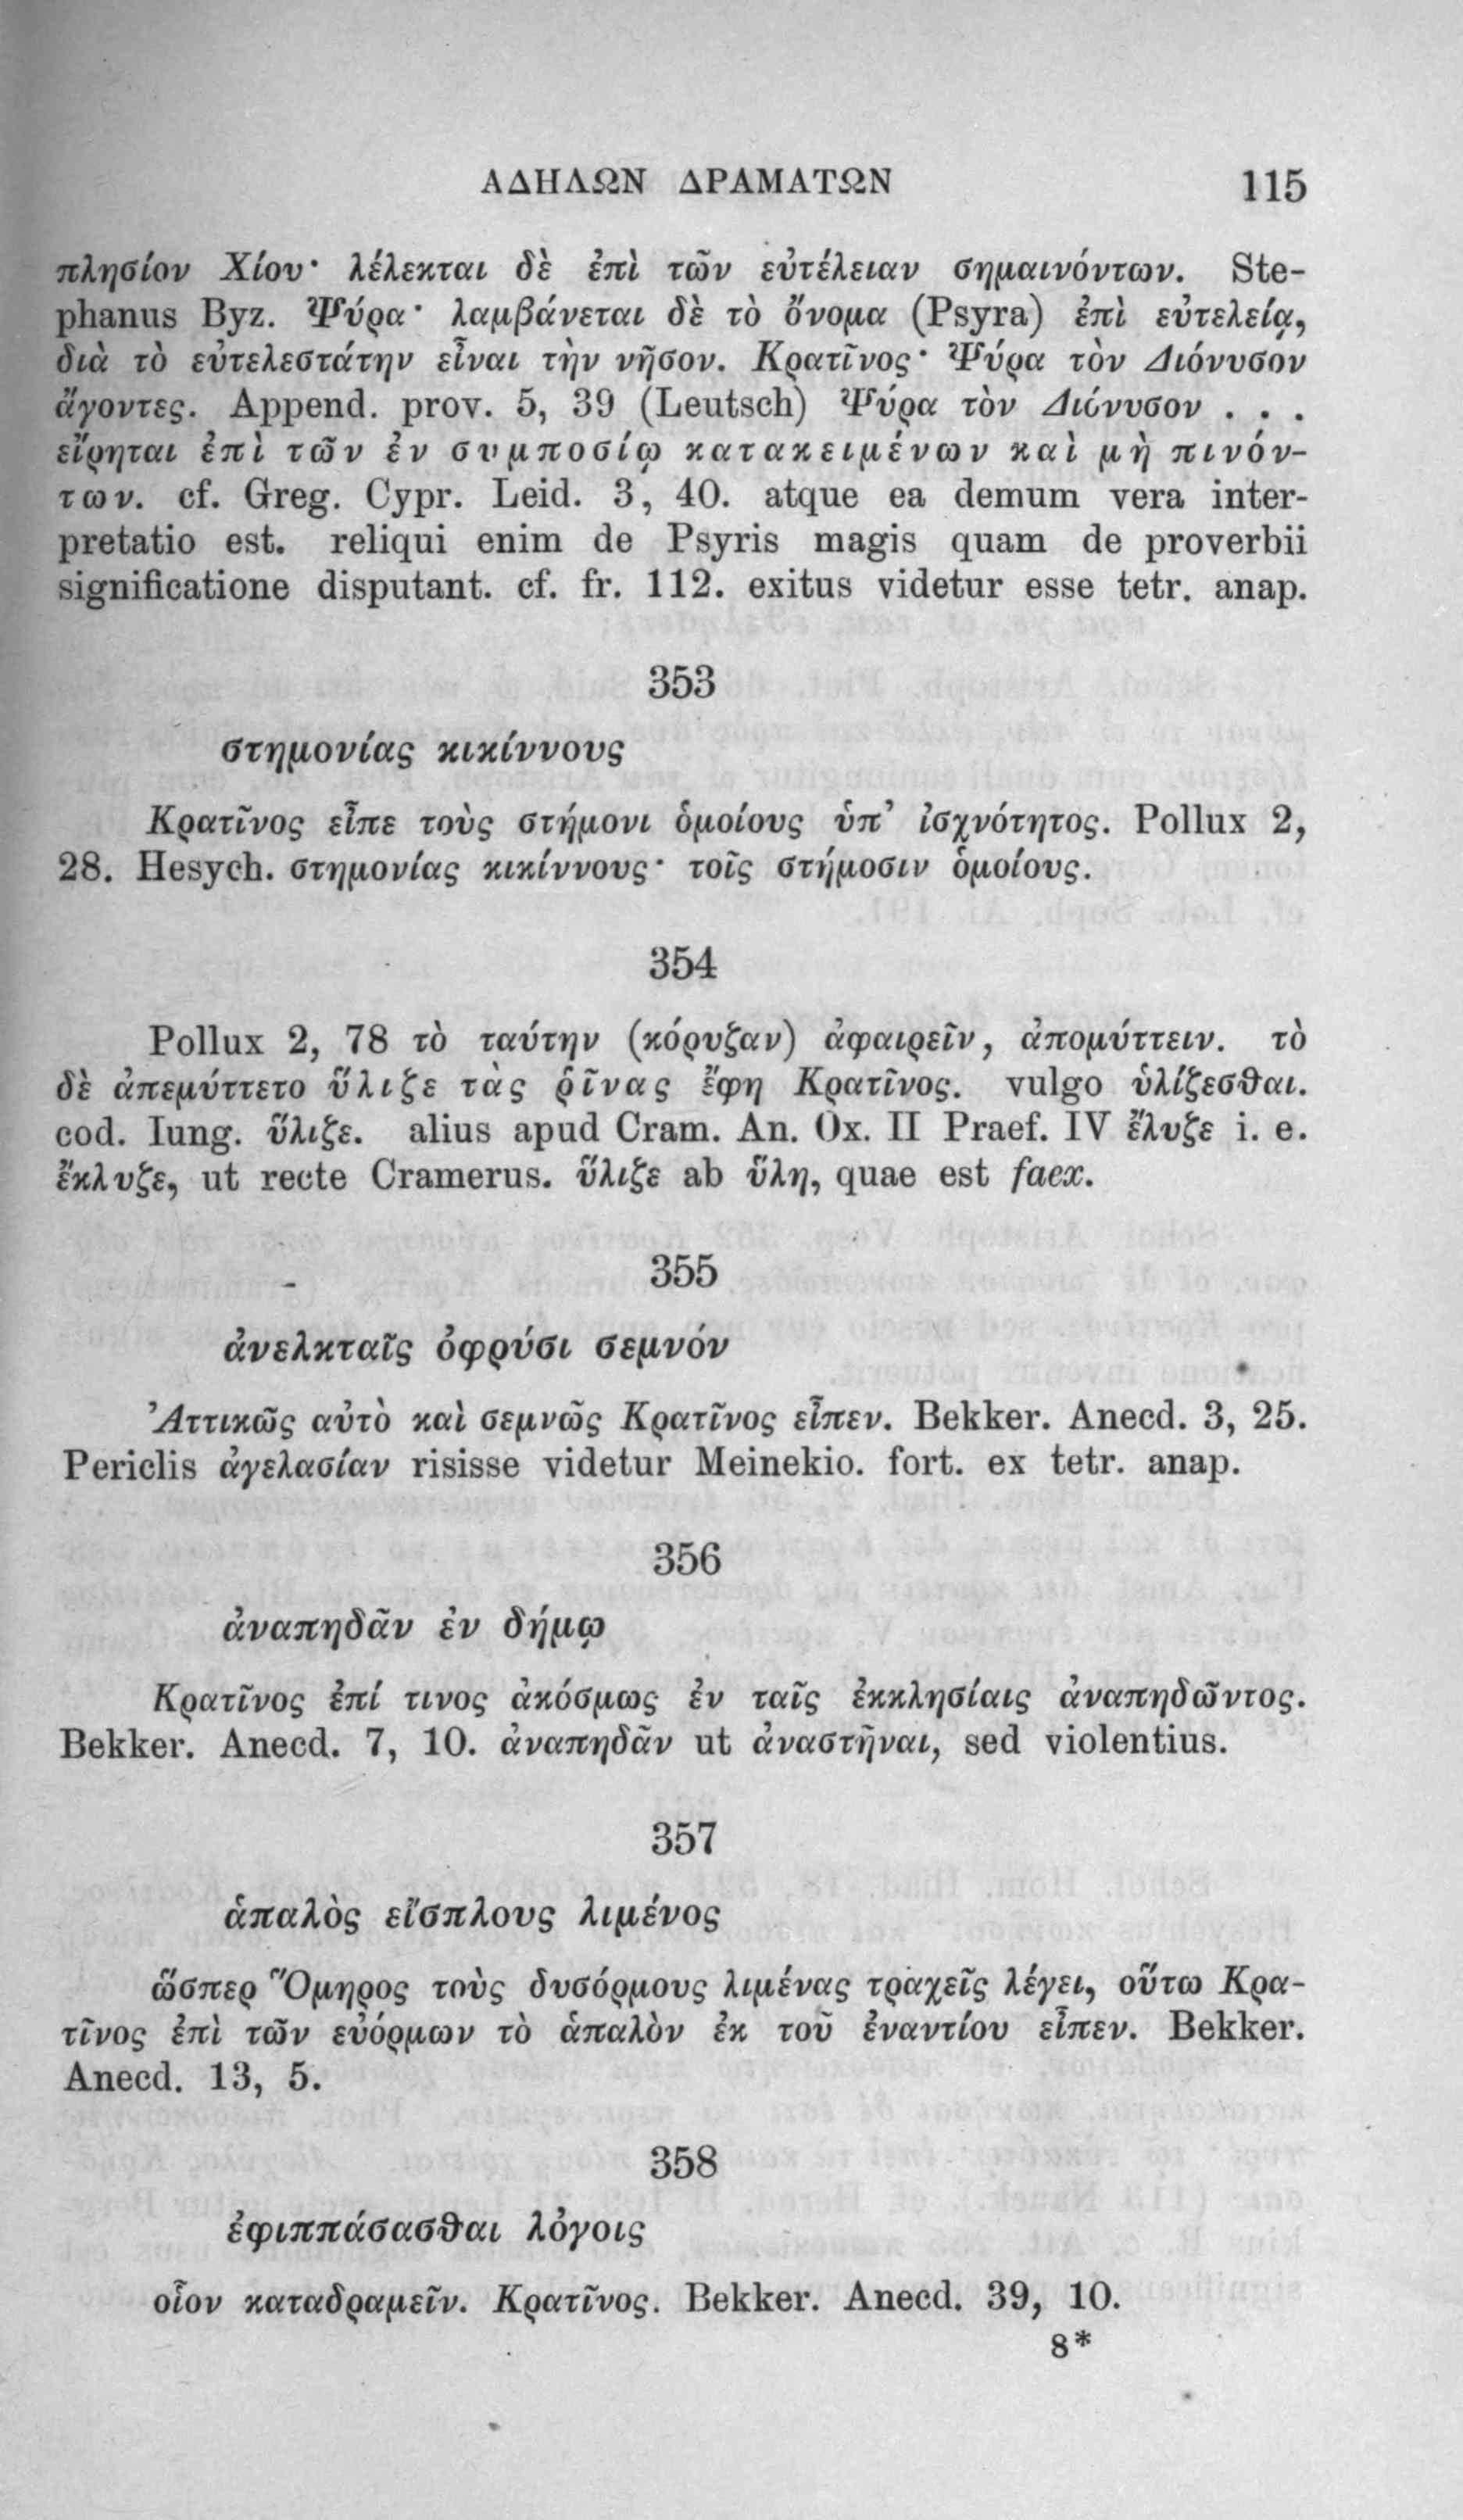 ΑΔΗΛΩΝ ΔΡΑΜΑΤΩΝ 115
πλησίον Χίου· λέλεκται δὲ ἐπὶ τῶν εὐτέλειαν σημαινόντων. Ste-
phanus Byz. Ψύρα· λαμβάνεται δὲ τὸ ὄνομα (Psyra) ἐπὶ εὐτελείᾳ,
διὰ τὸ εὐτελεστάτην εἶναι τὴν νῆσον. Κρατῖνος· Ψύρα τὸν Διόνυσον
ἄγοντες. Append. prov. 5, 39 (Leutsch) Ψύρα τὸν Διόνυσον . . .
εἴρηται ἐπὶ τῶν ἐν συμποσίῳ κατακειμένων καὶ μὴ πινόν-
των. cf. Greg. Cypr. Leid. 3, 40. atque ea demum vera inter-
pretatio est. reliqui enim de Psyris magis quam de proverbii
significatione disputant. cf. fr. 112. exitus videtur esse tetr. anap.
353
στημονίας κικίννους
Κρατῖνος εἶπε τοὺς στήμονι ὁμοίους ὑπ’ ἰσχνότητος. Pollux 2,
28. Hesych. στημονίας κικίννους· τοῖς στήμοσιν ὁμοίους.
354
Pollux 2, 78 τὸ ταύτην (κόρυζαν) ἀφαιρεῖν, ἀπομύττειν. τὸ
δὲ ἀπεμύττετο ὕλιζε τὰς ῥῖνας ἔφη Κρατῖνος. vulgo ὑλίζεσθαι.
cod. Iung. ὕλιζε. alius apud Cram. An. Ox. II Praef. IV ἔλυζε i. e.
ἔκλυζε, ut recte Cramerus. ὕλιζε ab ὕλη, quae est faex.
355
ἀνελκταῖς ὀφρύσι σεμνόν
Ἀττικῶς αὐτὸ καὶ σεμνῶς Κρατῖνος εἶπεν. Bekker. Anecd. 3, 25.
Periclis ἀγελασίαν risisse videtur Meinekio. fort. ex tetr. anap.
356
ἀναπηδᾶν ἐν δήμῳ
Κρατῖνος ἐπί τινος ἀκόσμως ἐν ταῖς ἐκκλησίαις ἀναπηδῶντος.
Bekker. Anecd. 7, 10. ἀναπηδᾶν ut ἀναστῆναι, sed violentius.
357
ἁπαλὸς εἴσπλους λιμένος
ὥσπερ Ὅμηρος τοὺς δυσόρμους λιμένας τραχεῖς λέγει, οὕτω Κρα-
τῖνος ἐπὶ τῶν εὐόρμων τὸ ἁπαλὸν ἐκ τοῦ ἐναντίου εἶπεν. Bekker.
Anecd. 13, 5.
358
ἐφιππάσασθαι λόγοις
οἷον καταδραμεῖν. Κρατῖνος. Bekker. Anecd. 39, 10.
8*